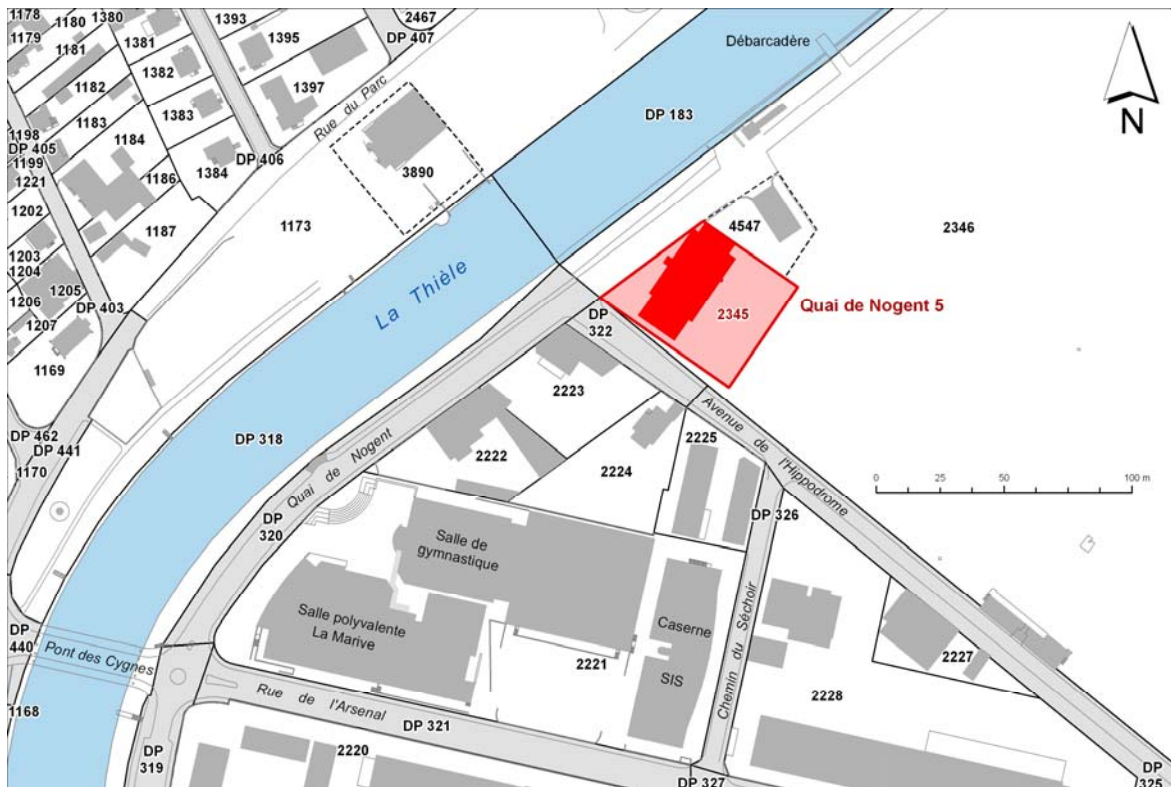 1178
1180
1380
1393
2467
1179
1381
1395
DP 407
1181
Débarcadère
1382
1182
1397
1183
1383
Rue du Parc
DP 183
N
1198
1184
DP 405
1199
DP 406
1221
1186
1384
3890
1202
1187
1173
4547
2346
1203
1204
1205
La Thièle
1206
DP 403
2345
Quai de Nogent 5
1207
DP
322
1169
2223
Avenue de l'Hippodrome
DP 462
DP 318
2225
DP 441
Quai de Nogent
2222
2224
1170
0 50 100 m
DP
320
DP 326
Salle de
gymnastique
Salle polyvalente
La Marive
Caserne
Chemin du Séchoir
DP
440
Pont des Cygnes
2221
2227
SIS
1168
Rue de l'Arsenal
2228
DP 321
DP
319
2220
DP 327
DP
325